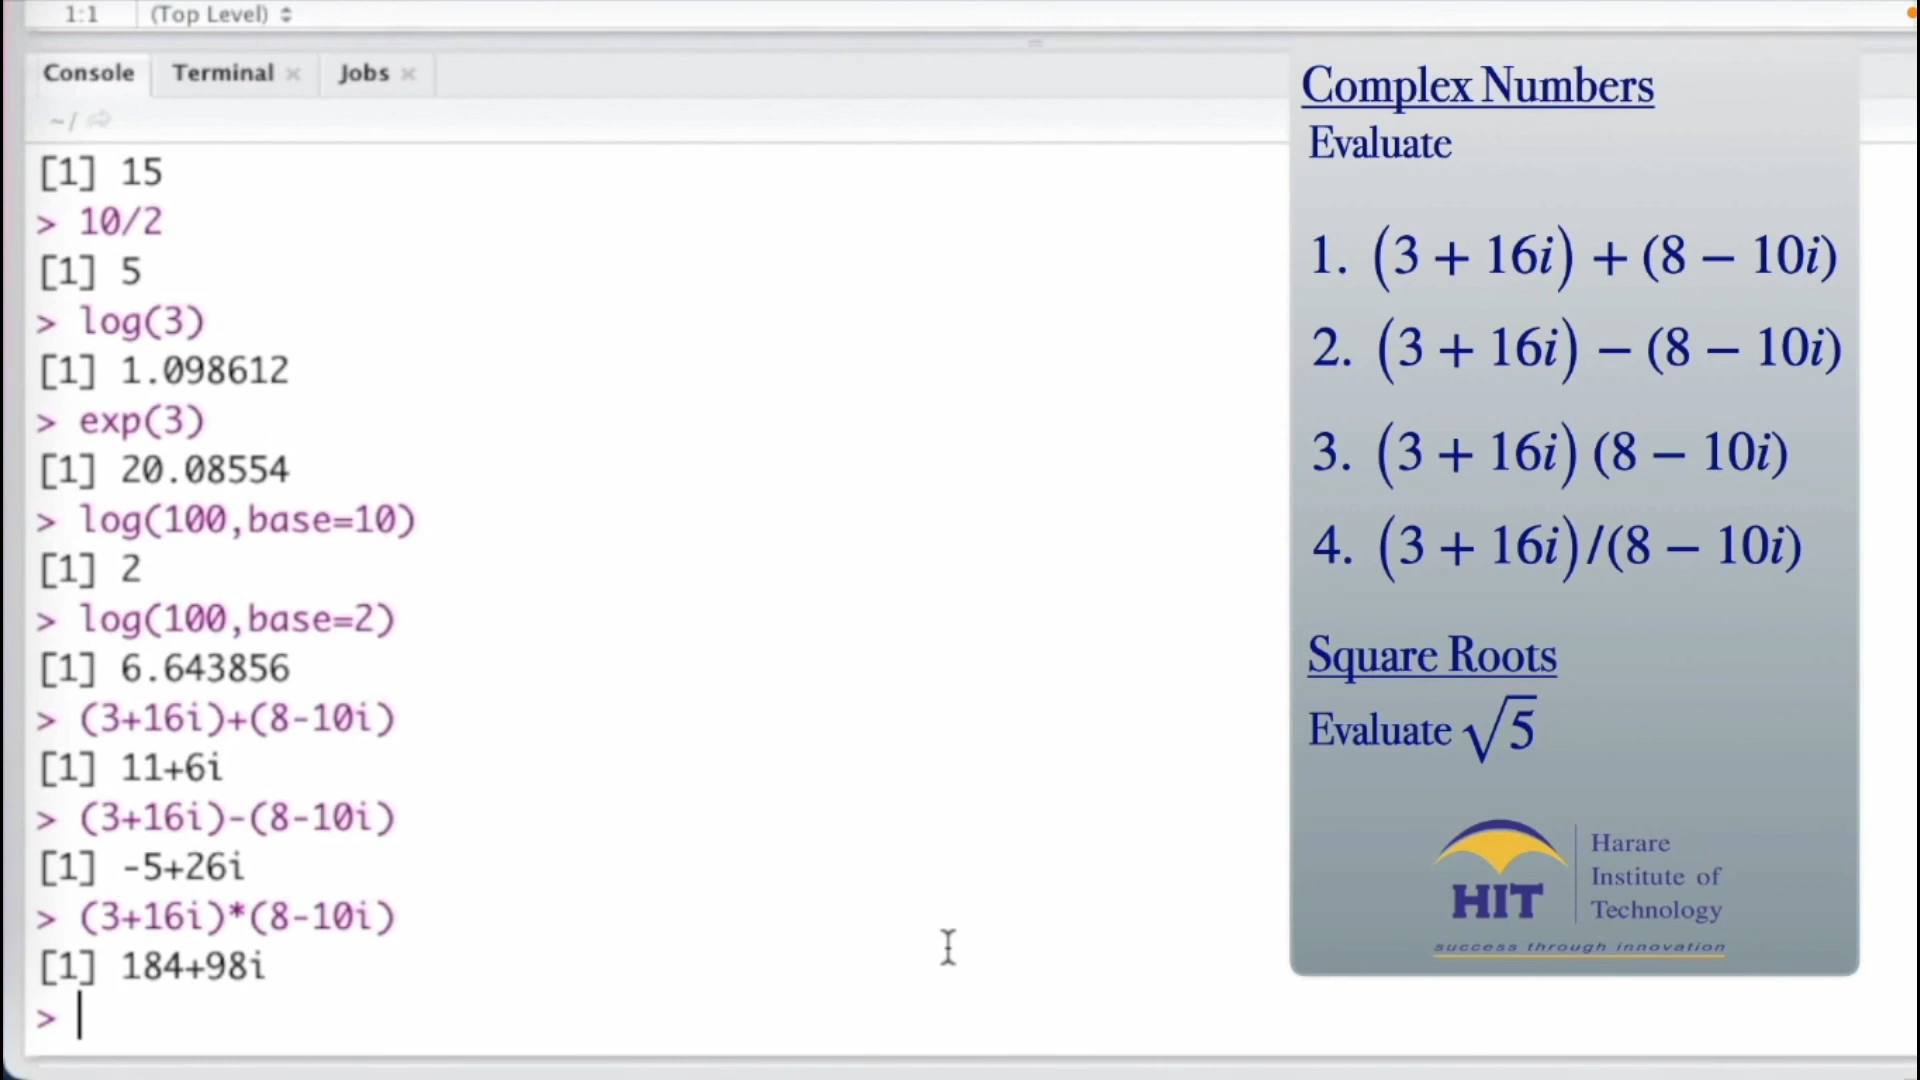 1:1 (Top Level)
Console Terminal Jobs
~/
[1] 15
> 10/2
[1] 5
> log(3)
[1] 1.098612
> exp(3)
[1] 20.08554
> log(100,base=10)
[1] 2
> log(100,base=2)
[1] 6.643856
> (3+16i)+(8-10i)
[1] 11+6i
> (3+16i)-(8-10i)
[1] -5+26i
> (3+16i)*(8-10i)
[1] 184+98i
>
Complex Numbers
Evaluate
1. (3 + 16i) + (8 − 10i)
2. (3 + 16i) − (8 − 10i)
3. (3 + 16i) (8 − 10i)
4. (3 + 16i)/(8 − 10i)
Square Roots
Evaluate √5
HIT
Harare
Institute of
Technology
success through innovation